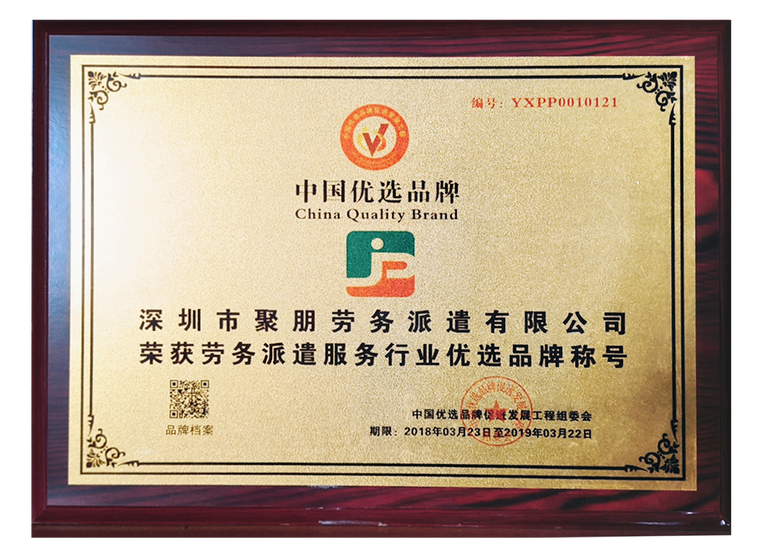 编号：YXPP0010121
中国优选品牌
China Quality Brand
深圳市聚朋劳务派遣有限公司
荣获劳务派遣服务行业优选品牌称号
品牌档案
中国优选品牌促进发展工程组委会
期限：2018年03月23日至2019年03月22日